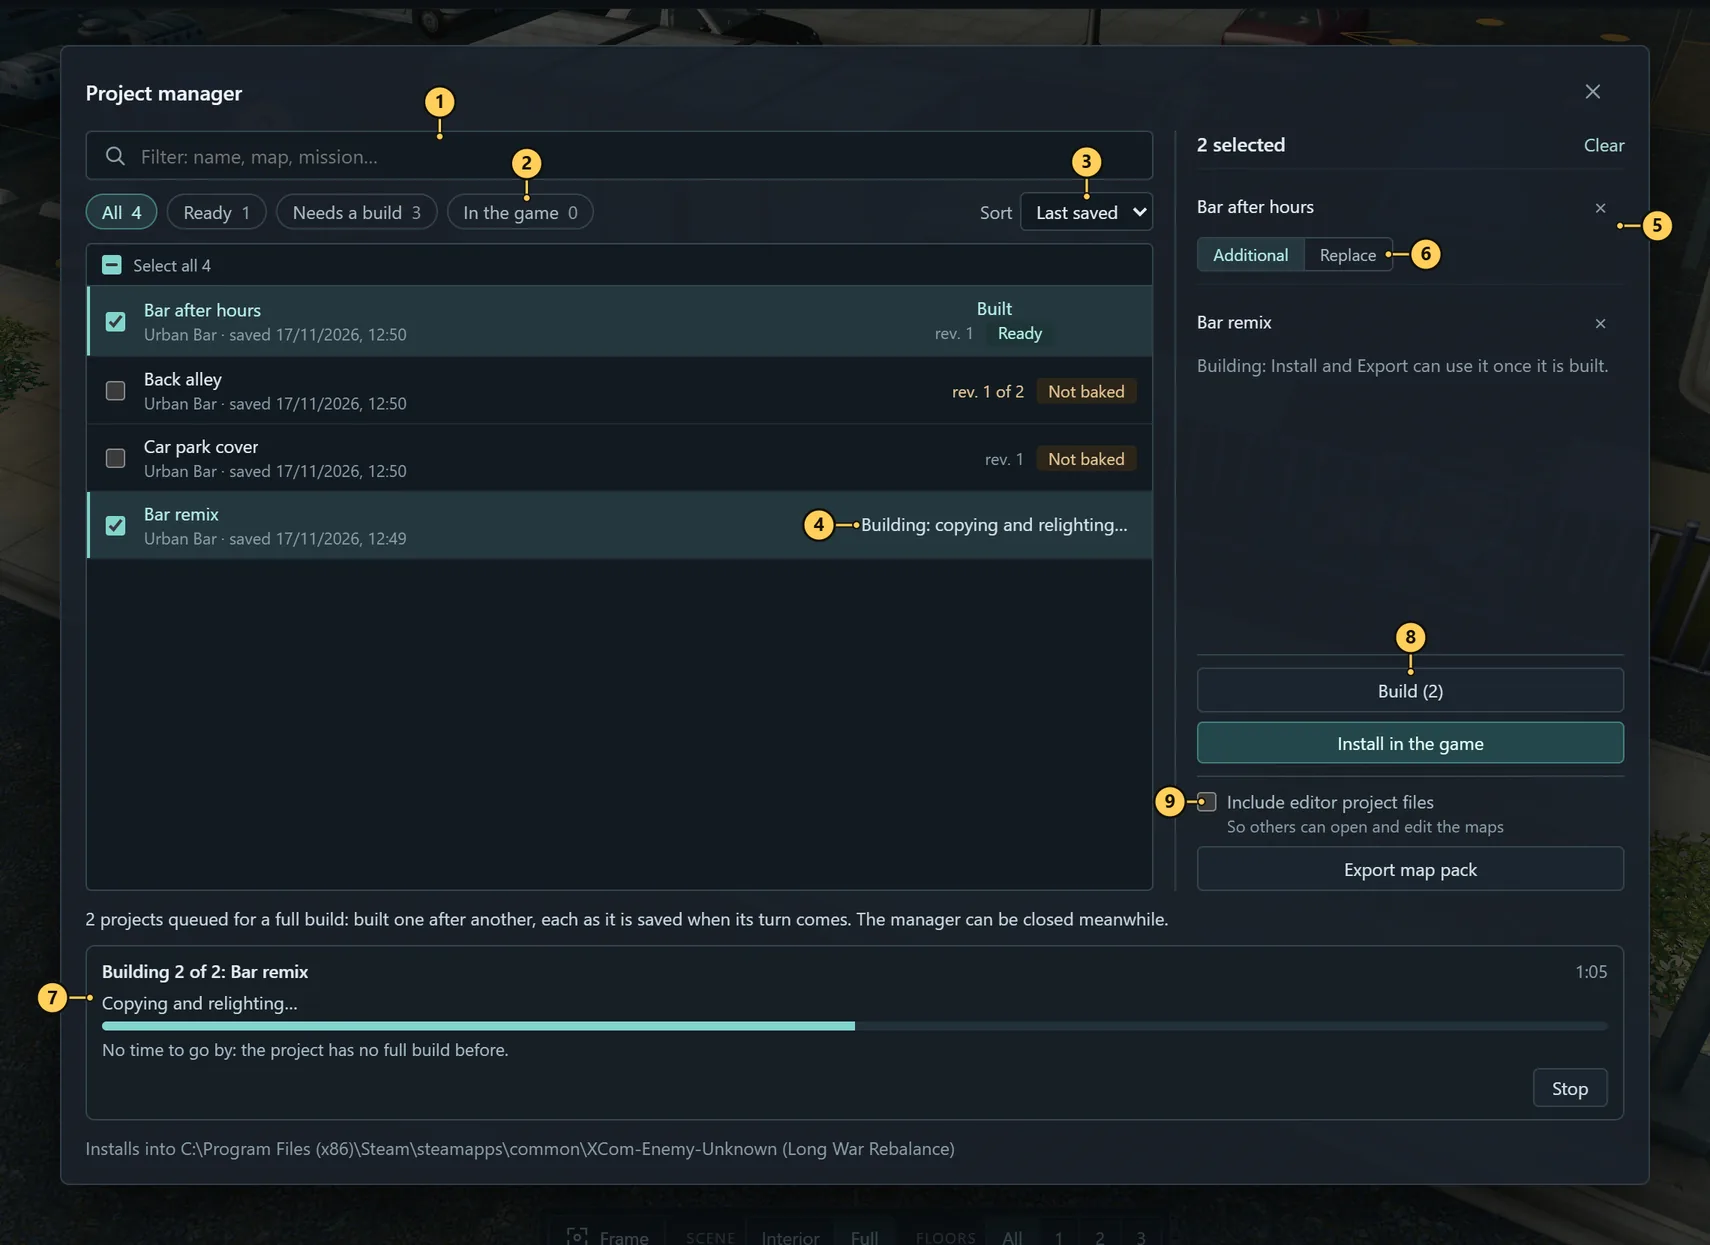 Project manager
1
Filter: name, map, mission...
2
3
All 4
Ready 1
Needs a build 3
In the game 0
Sort
Last saved
Select all 4
Bar after hours
Urban Bar · saved 17/11/2026, 12:50
Built
rev. 1 Ready
Back alley
Urban Bar · saved 17/11/2026, 12:50
rev. 1 of 2 Not baked
Car park cover
Urban Bar · saved 17/11/2026, 12:50
rev. 1 Not baked
Bar remix
Urban Bar · saved 17/11/2026, 12:49
4
Building: copying and relighting...
2 selected
Clear
Bar after hours
5
Additional
Replace
6
Bar remix
Building: Install and Export can use it once it is built.
8
Build (2)
Install in the game
9
Include editor project files
So others can open and edit the maps
Export map pack
2 projects queued for a full build: built one after another, each as it is saved when its turn comes. The manager can be closed meanwhile.
Building 2 of 2: Bar remix
1:05
7
Copying and relighting...
No time to go by: the project has no full build before.
Stop
Installs into C:\Program Files (x86)\Steam\steamapps\common\XCom-Enemy-Unknown (Long War Rebalance)
Frame SCENE Interior Full FLOORS All 1 2 3